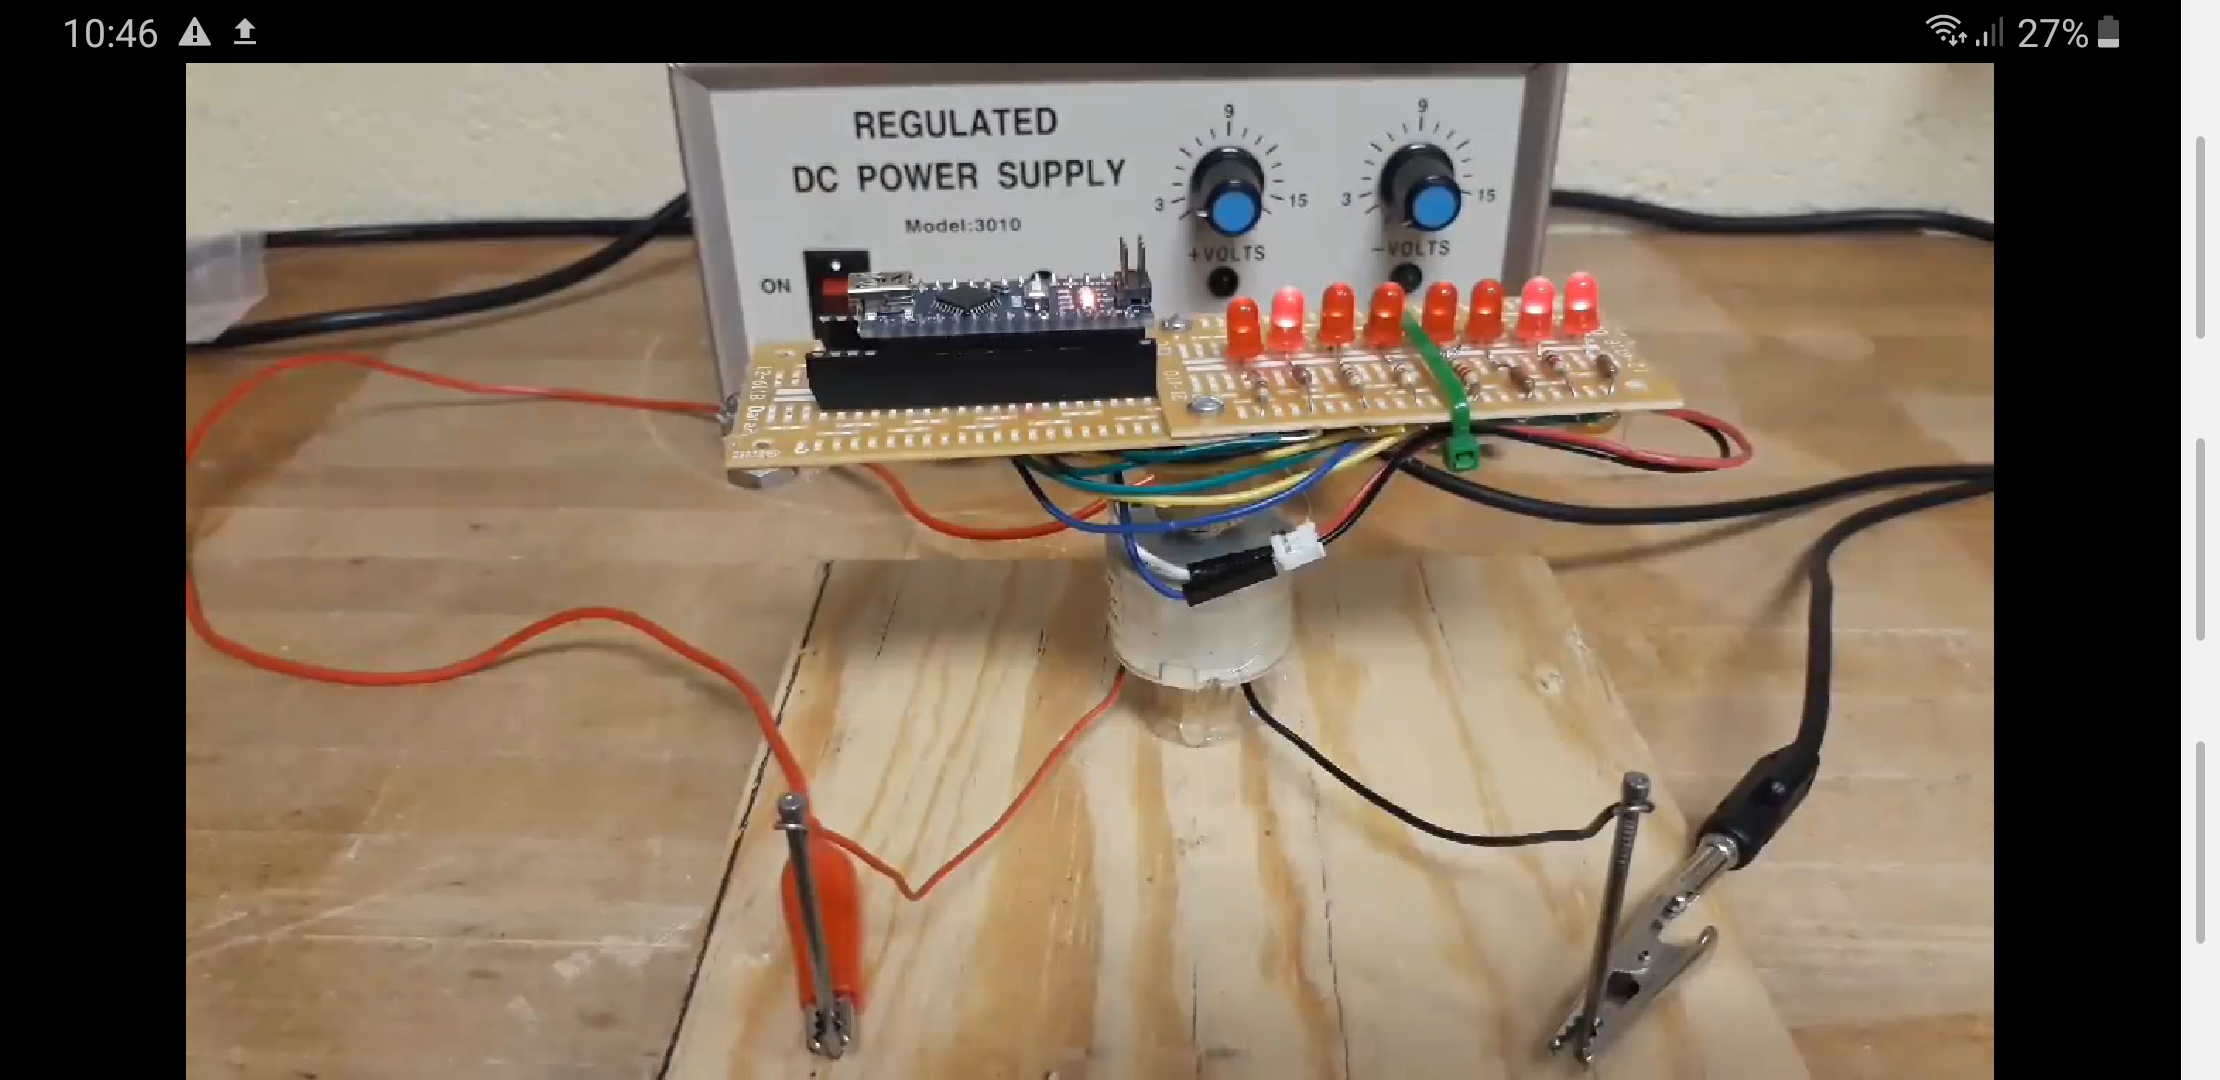 10:46
27%
REGULATED
DC POWER SUPPLY
Model:3010
ON
9
3
15
+VOLTS
9
3
15
-VOLTS